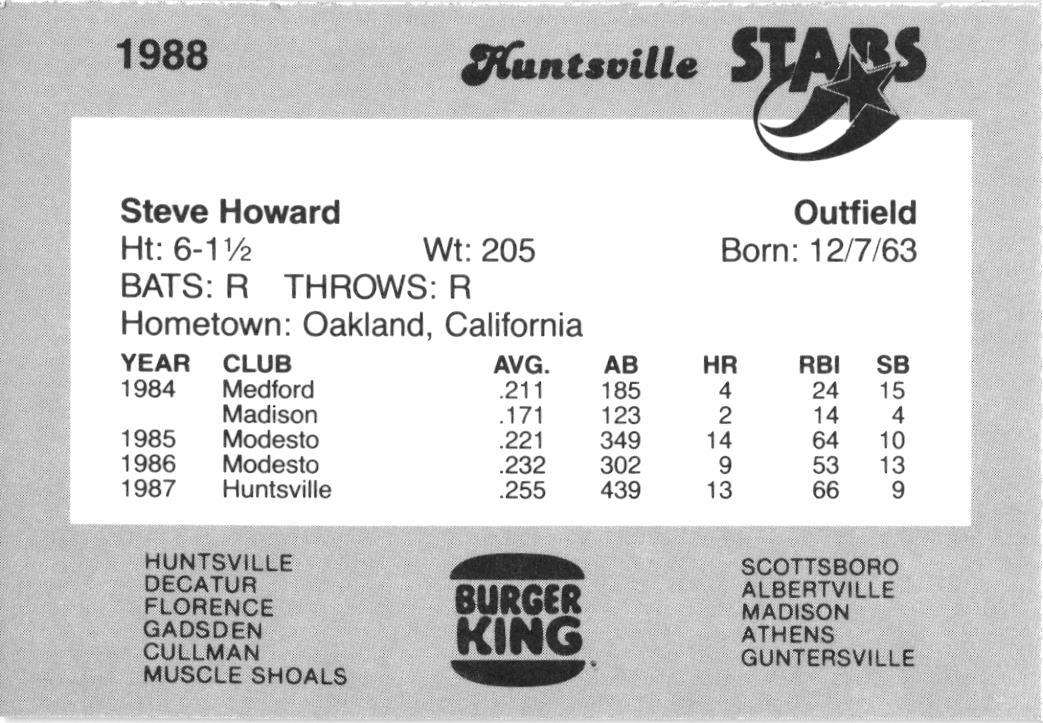 1988 Huntsville STARS
Steve Howard Outfield
Ht: 6-1½ Wt: 205 Born: 12/7/63
BATS: R THROWS: R
Hometown: Oakland, California
YEAR CLUB AVG. AB HR RBI SB
1984 Medford .211 185 4 24 15
Madison .171 123 2 14 4
1985 Modesto .221 349 14 64 10
1986 Modesto .232 302 9 53 13
1987 Huntsville .255 439 13 66 9
HUNTSVILLE
DECATUR
FLORENCE
GADSDEN
CULLMAN
MUSCLE SHOALS
BURGER
KING
SCOTTSBORO
ALBERTVILLE
MADISON
ATHENS
GUNTERSVILLE